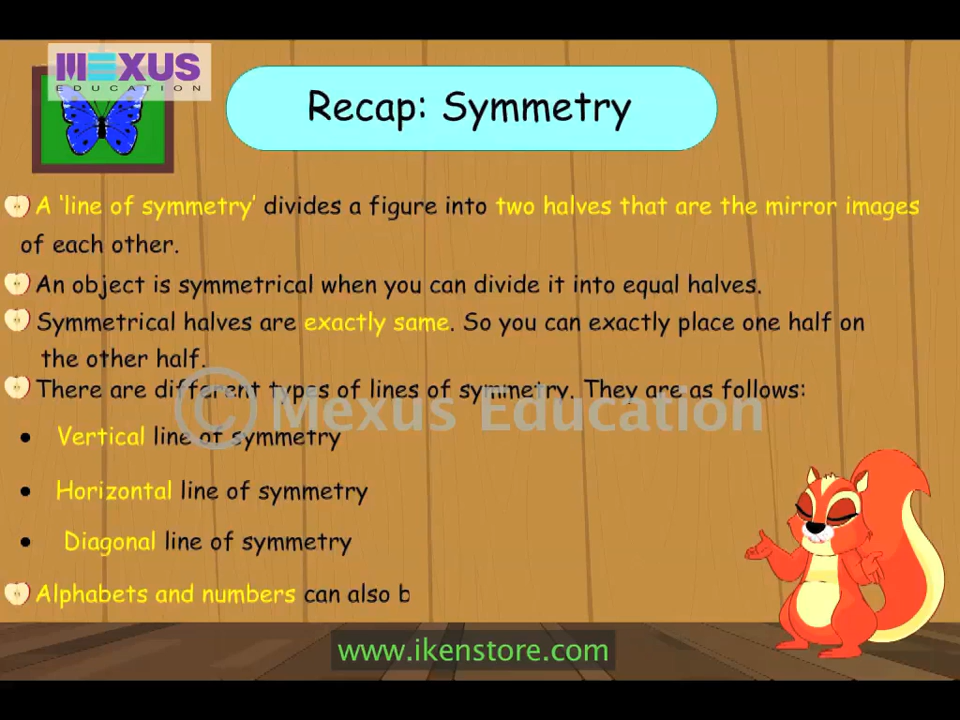 MEXUS
EDUCATION
Recap: Symmetry
A 'line of symmetry' divides a figure into two halves that are the mirror images
of each other.
An object is symmetrical when you can divide it into equal halves.
Symmetrical halves are exactly same. So you can exactly place one half on
the other half.
There are different types of lines of symmetry. They are as follows:
© Mexus Education
• Vertical line of symmetry
• Horizontal line of symmetry
• Diagonal line of symmetry
Alphabets and numbers can also b
www.ikenstore.com